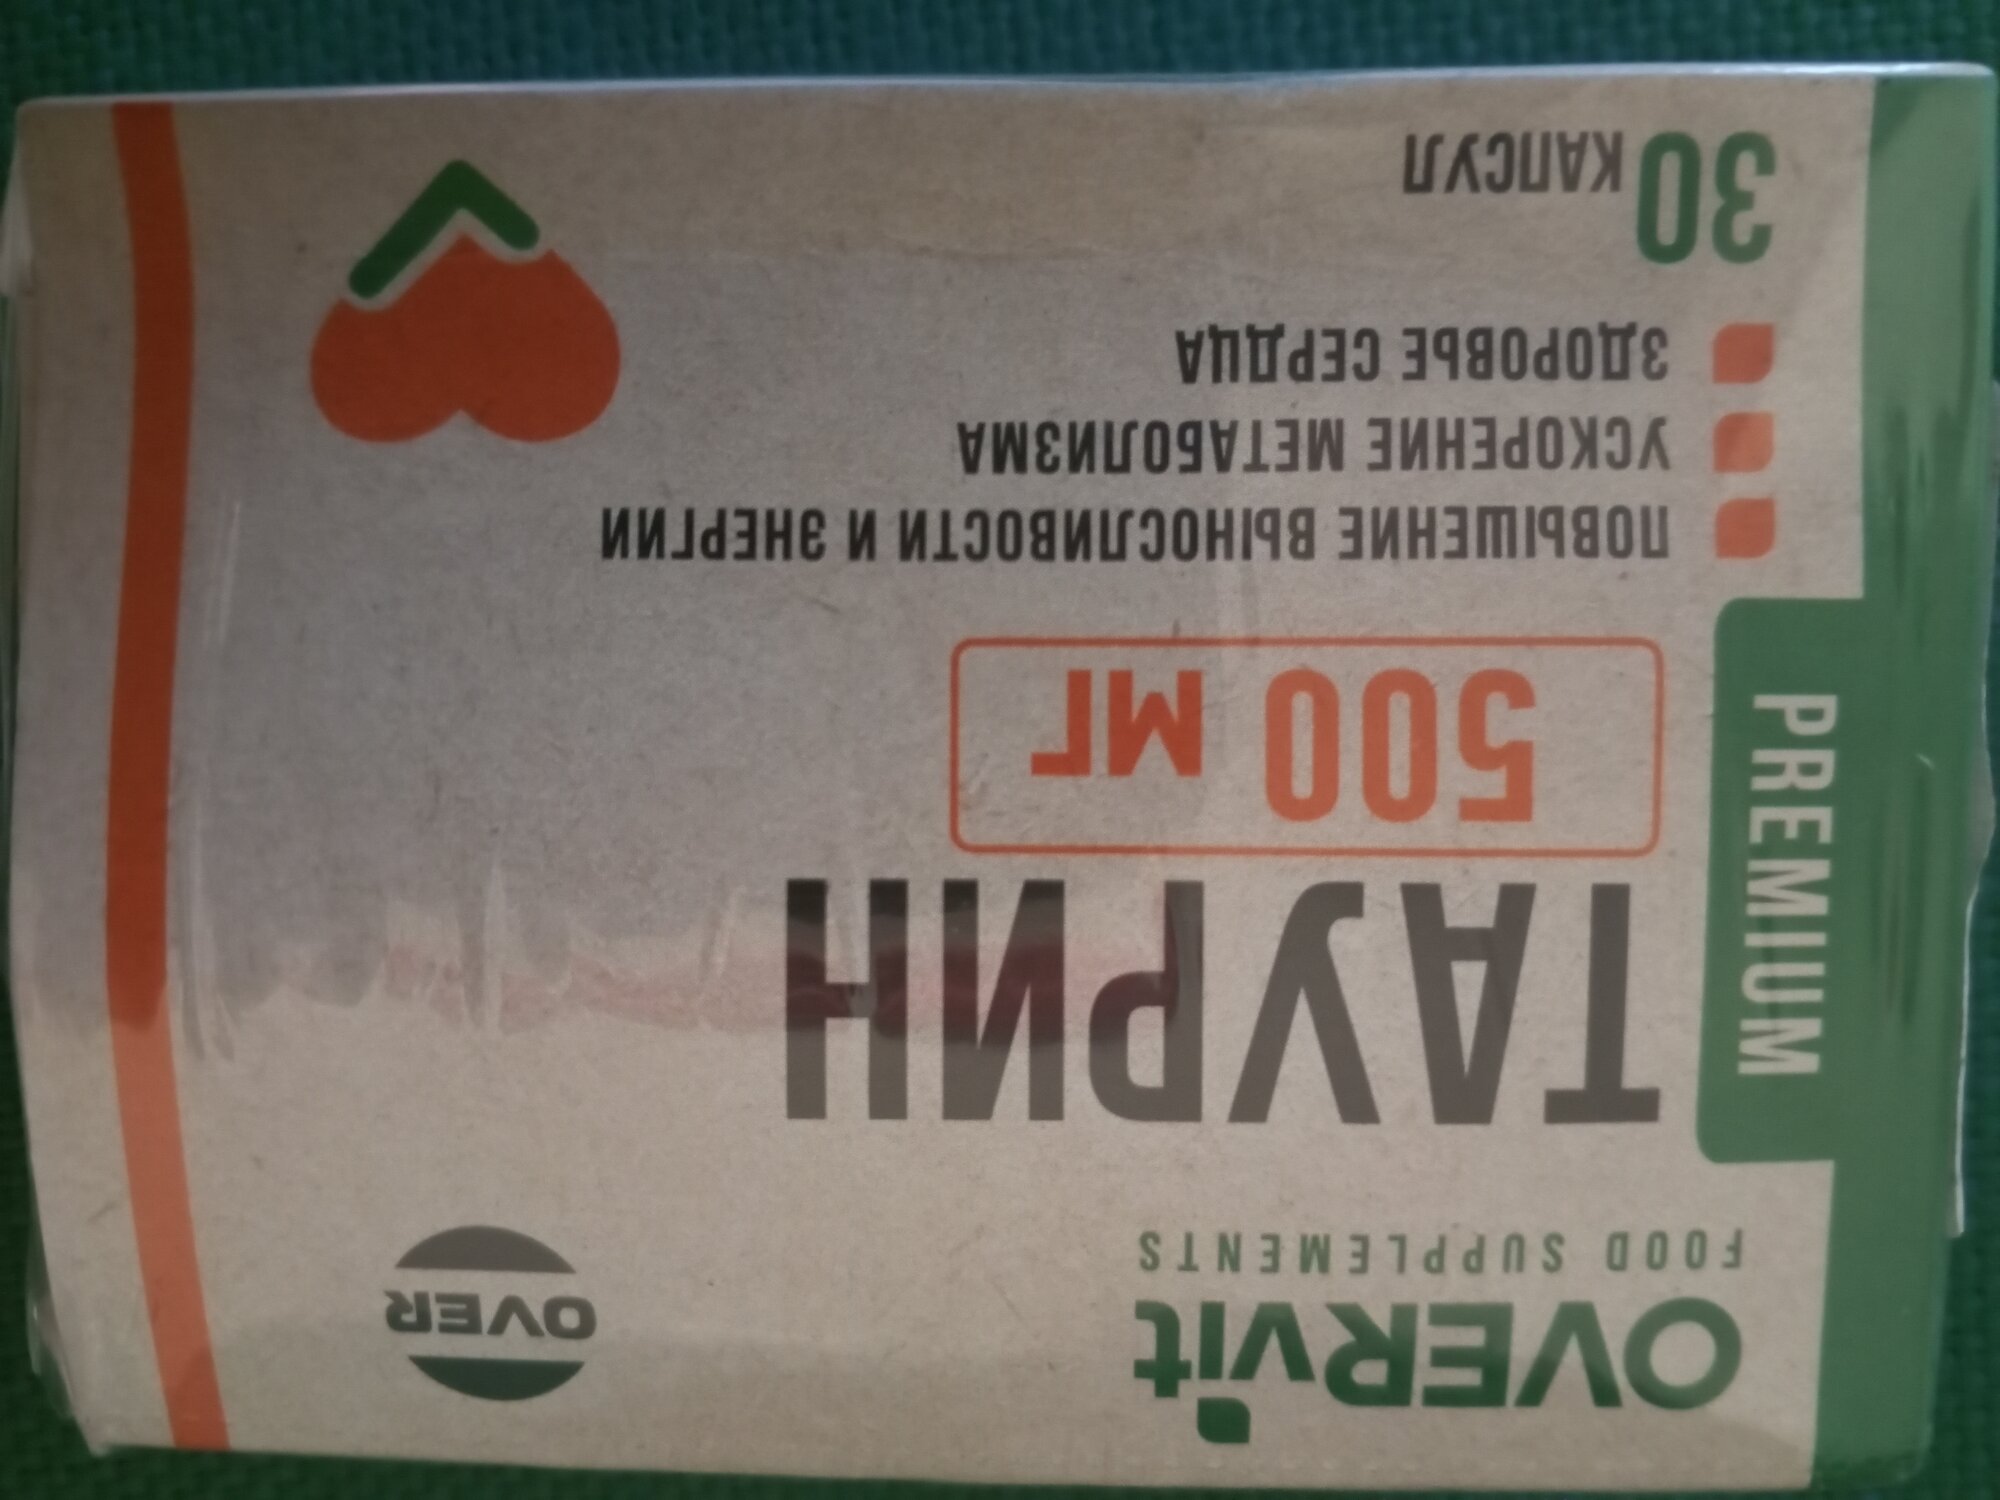 OVERvit
FOOD SUPPLEMENTS
OVER
PREMIUM
ТАУРИН
500 МГ
ПОВЫШЕНИЕ ВЫНОСЛИВОСТИ И ЭНЕРГИИ
УСКОРЕНИЕ МЕТАБОЛИЗМА
ЗДОРОВЬЕ СЕРДЦА
30 КАПСУЛ